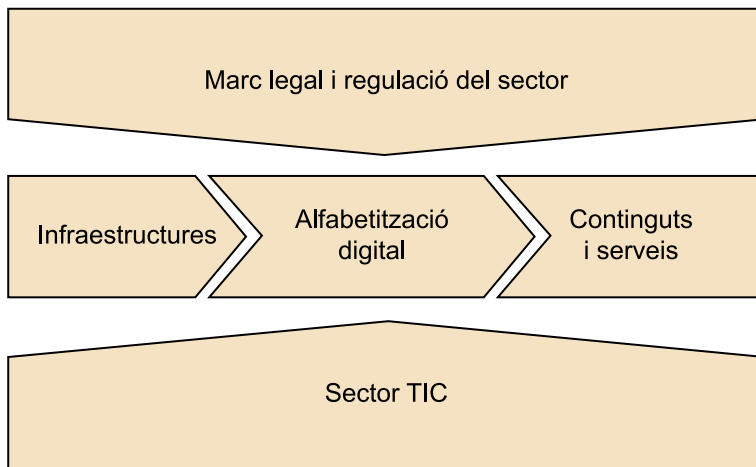 Marc legal i regulació del sector
Infraestructures
Alfabetització
digital
Continguts
i serveis
Sector TIC